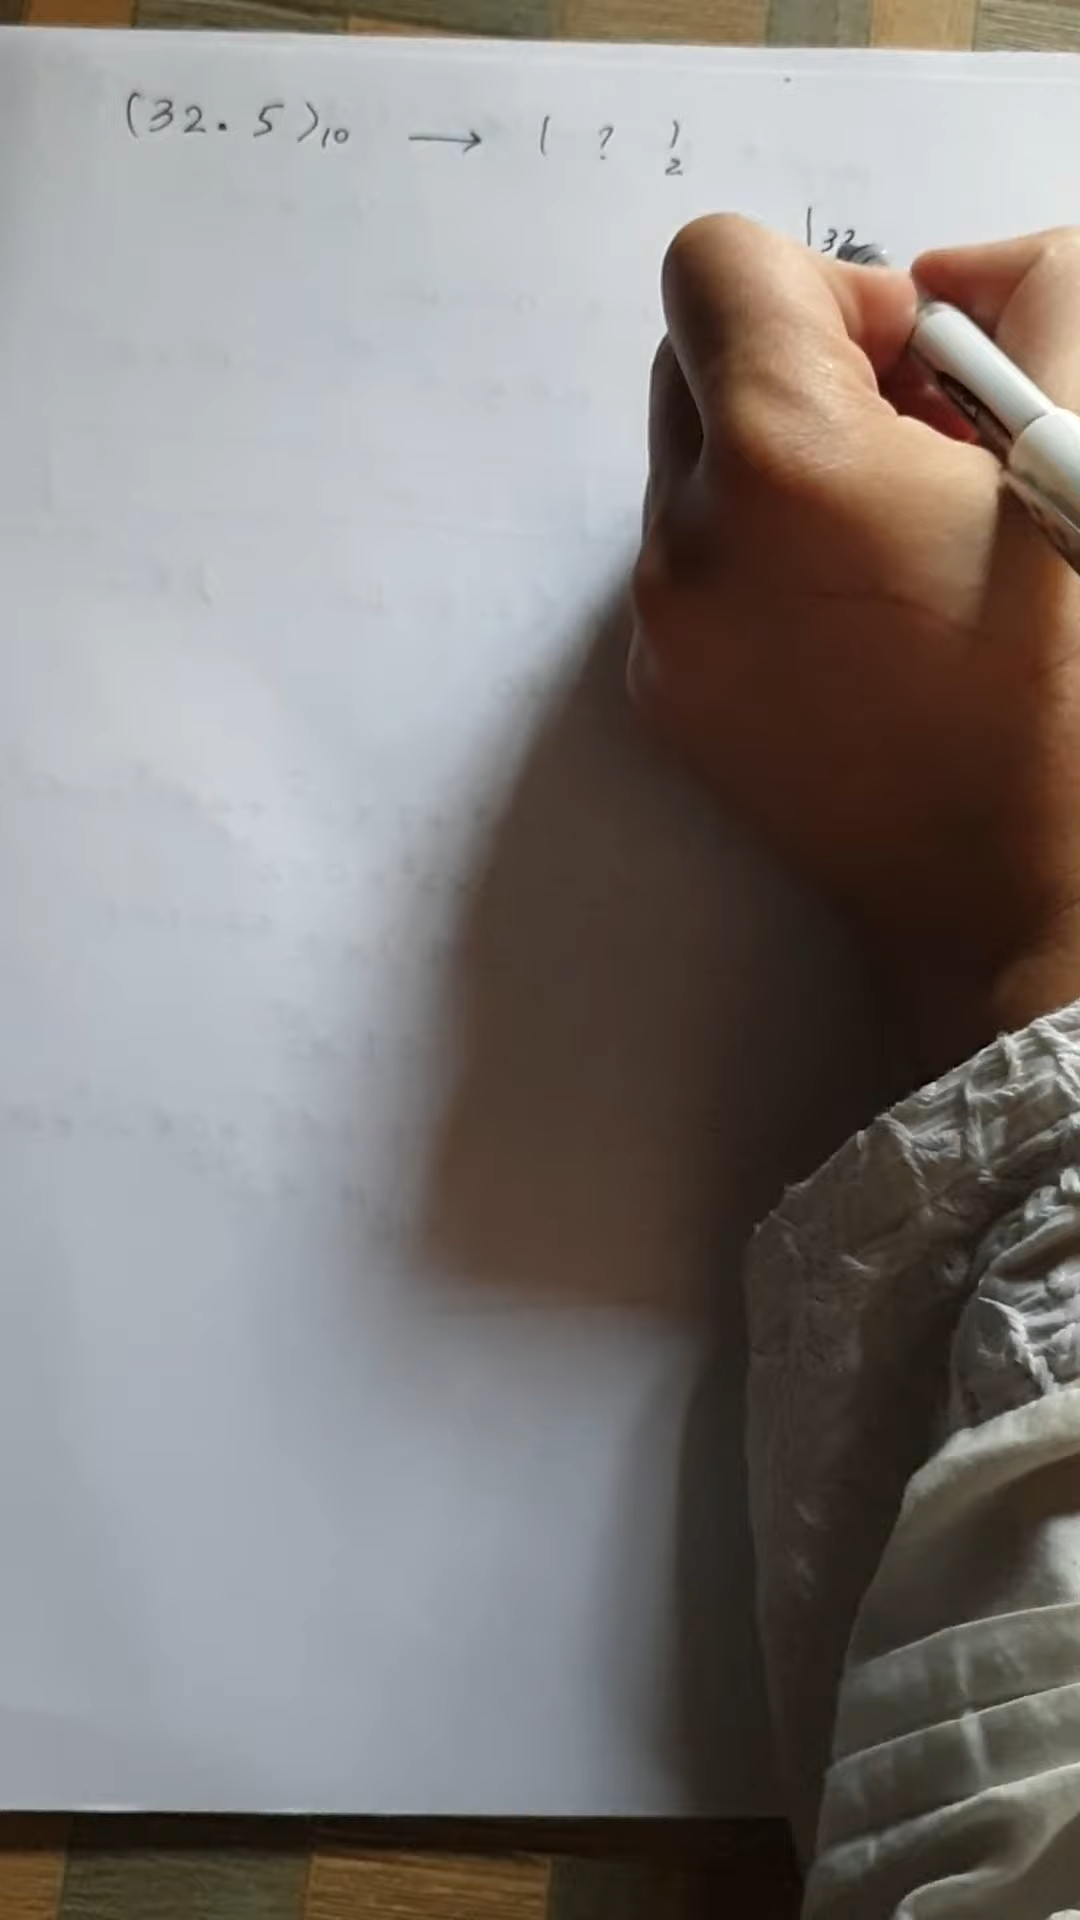 (32.5)₁₀ → ( ? )₂
32